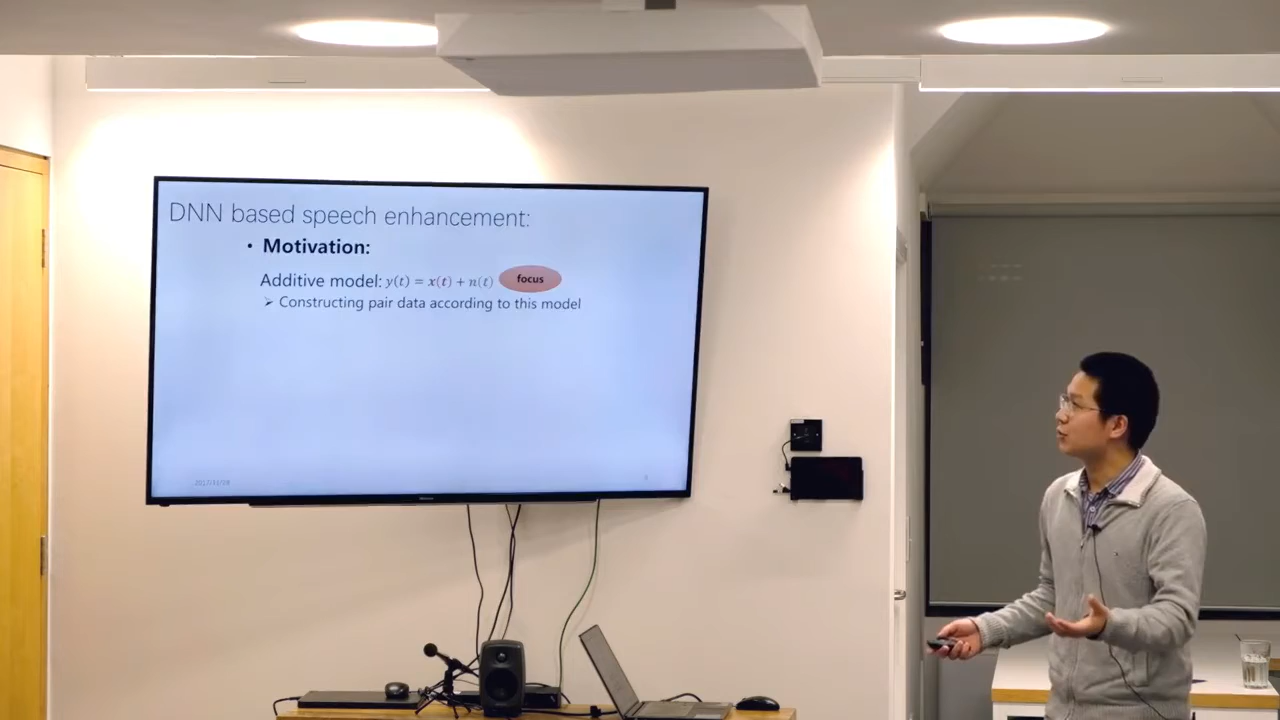 DNN based speech enhancement:
• Motivation:
Additive model: y(t) = x(t) + n(t) focus
➢ Constructing pair data according to this model